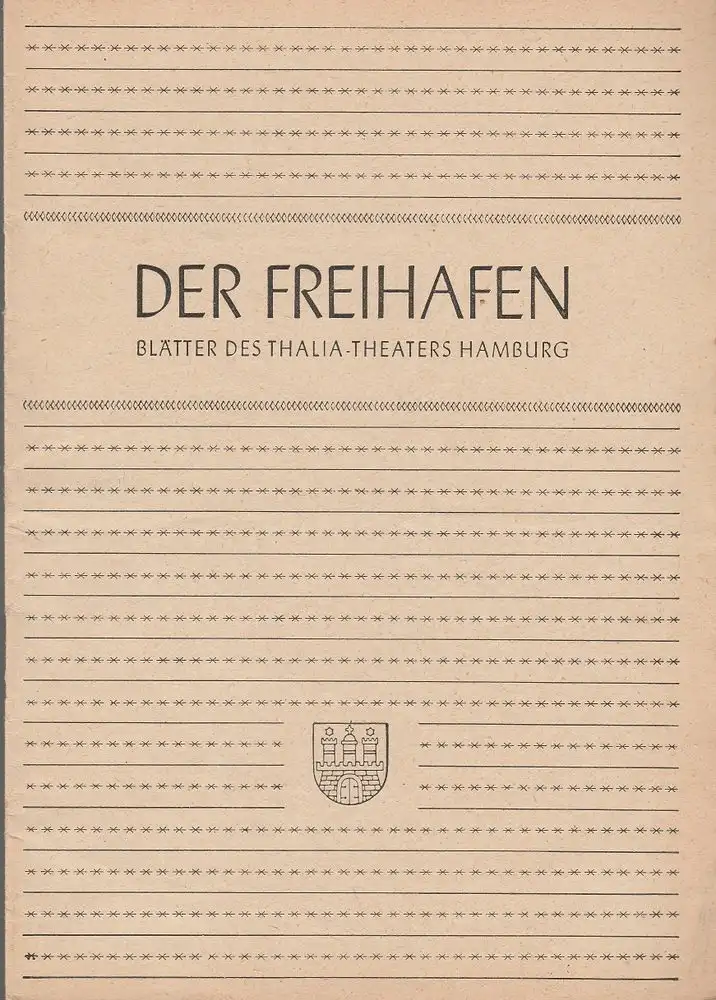 DER FREIHAFEN
BLÄTTER DES THALIA-THEATERS HAMBURG